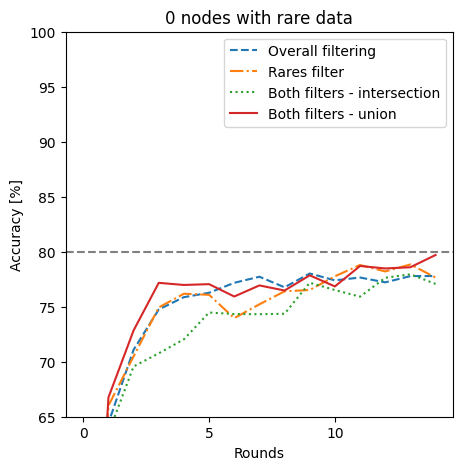 0 nodes with rare data
Accuracy [%]
100
95
90
85
80
75
70
65
Overall filtering
Rares filter
Both filters - intersection
Both filters - union
0
5
10
Rounds